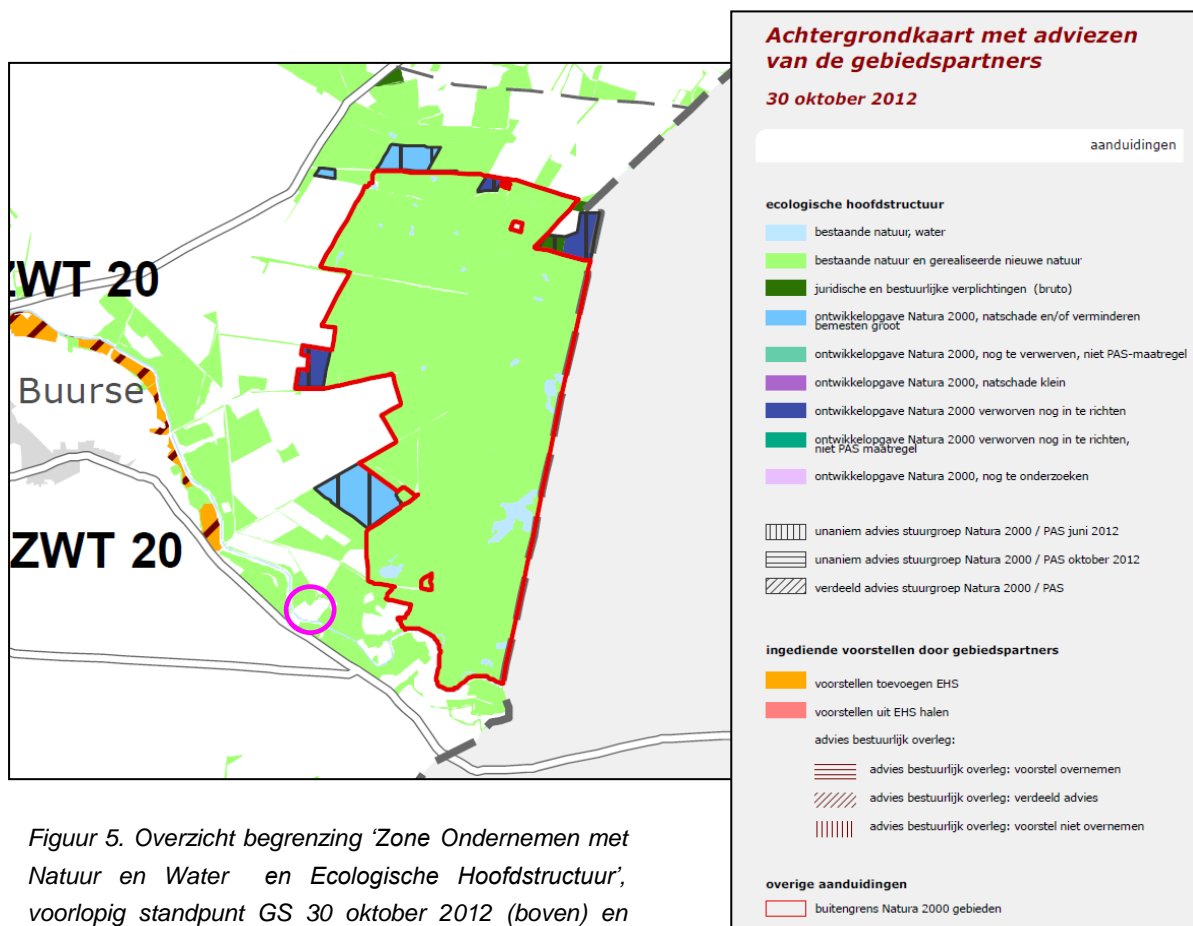 ZWT 20
Buurse
ZWT 20
Figuur 5. Overzicht begrenzing ‘Zone Ondernemen met
Natuur en Water en Ecologische Hoofdstructuur’,
voorlopig standpunt GS 30 oktober 2012 (boven) en
Achtergrondkaart met adviezen
van de gebiedspartners
30 oktober 2012
aanduidingen
ecologische hoofdstructuur
bestaande natuur, water
bestaande natuur en gerealiseerde nieuwe natuur
juridische en bestuurlijke verplichtingen (bruto)
ontwikkelopgave Natura 2000, natschade en/of verminderen
bemesten groot
ontwikkelopgave Natura 2000, nog te verwerven, niet PAS-maatregel
ontwikkelopgave Natura 2000, natschade klein
ontwikkelopgave Natura 2000 verworven nog in te richten
ontwikkelopgave Natura 2000 verworven nog in te richten,
niet PAS maatregel
ontwikkelopgave Natura 2000, nog te onderzoeken
unaniem advies stuurgroep Natura 2000 / PAS juni 2012
unaniem advies stuurgroep Natura 2000 / PAS oktober 2012
verdeeld advies stuurgroep Natura 2000 / PAS
ingediende voorstellen door gebiedspartners
voorstellen toevoegen EHS
voorstellen uit EHS halen
advies bestuurlijk overleg:
advies bestuurlijk overleg: voorstel overnemen
advies bestuurlijk overleg: verdeeld advies
advies bestuurlijk overleg: voorstel niet overnemen
overige aanduidingen
buitengrens Natura 2000 gebieden